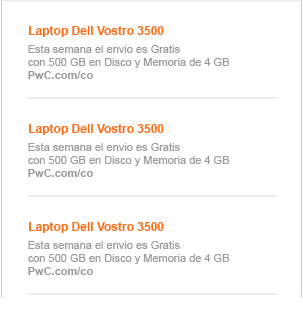 Laptop Dell Vostro 3500
Esta semana el envio es Gratis
con 500 GB en Disco y Memoria de 4 GB
PwC.com/co
Laptop Dell Vostro 3500
Esta semana el envio es Gratis
con 500 GB en Disco y Memoria de 4 GB
PwC.com/co
Laptop Dell Vostro 3500
Esta semana el envio es Gratis
con 500 GB en Disco y Memoria de 4 GB
PwC.com/co